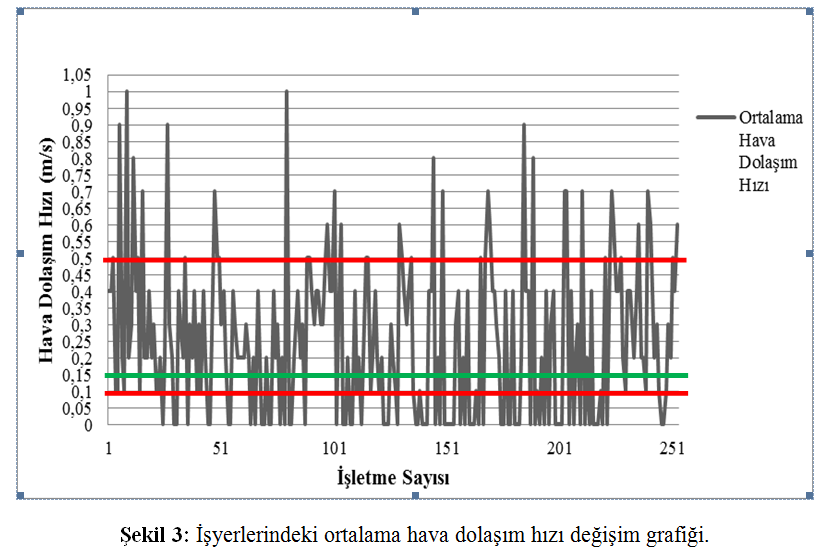 1,05
1
0,95
0,9
0,85
0,8
0,75
0,7
0,65
0,6
0,55
0,5
0,45
0,4
0,35
0,3
0,25
0,2
0,15
0,1
0,05
0
Hava Dolaşım Hızı (m/s)
1 51 101 151 201 251
İşletme Sayısı
Ortalama
Hava
Dolaşım
Hızı
Şekil 3: İşyerlerindeki ortalama hava dolaşım hızı değişim grafiği.